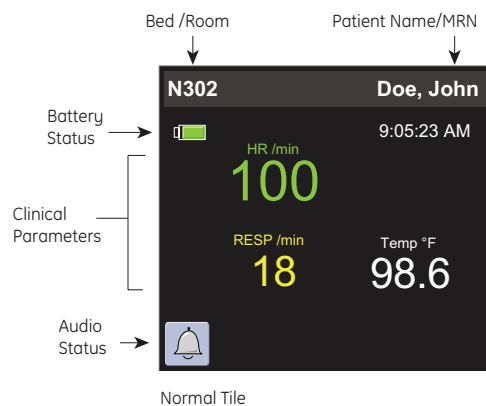 Bed /Room
Patient Name/MRN
N302
Doe, John
Battery
Status
9:05:23 AM
HR /min
100
Clinical
Parameters
RESP /min
18
Temp °F
98.6
Audio
Status
Normal Tile